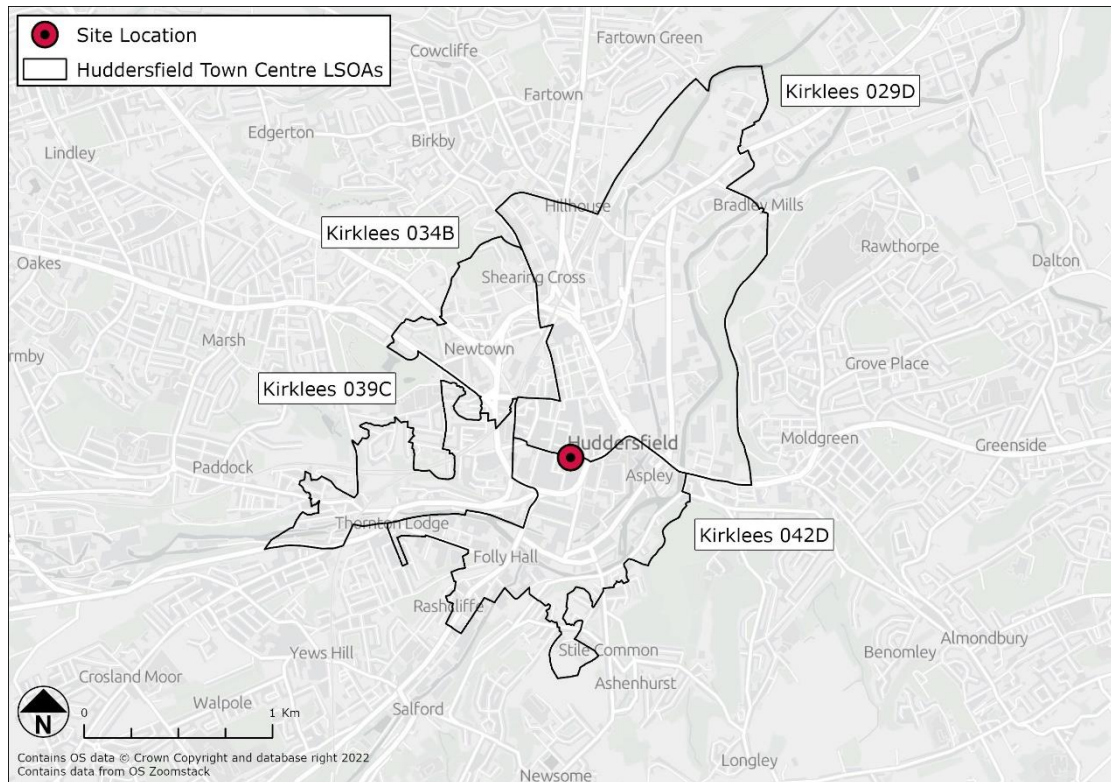 Site Location
Huddersfield Town Centre LSOAs
Cowcliffe
Fartown Green
Kirklees 029D
Fartown
Edgerton
Birkby
Lindley
Hillhouse
Bradley Mills
Kirklees 034B
Rawthorpe
Dalton
Oakes
Shearing Cross
Marsh
Newtown
rmby
Grove Place
Kirklees 039C
Huddersfield
Moldgreen
Greenside
Paddock
Aspley
Thornton Lodge
Kirklees 042D
Folly Hall
Rashcliffe
Almondbury
Yews Hill
Stile Common
Benomley
Crosland Moor
Ashenhurst
Walpole
Salford
N
0 1 Km
Longley
Contains OS data © Crown Copyright and database right 2022
Contains data from OS Zoomstack
Newsome